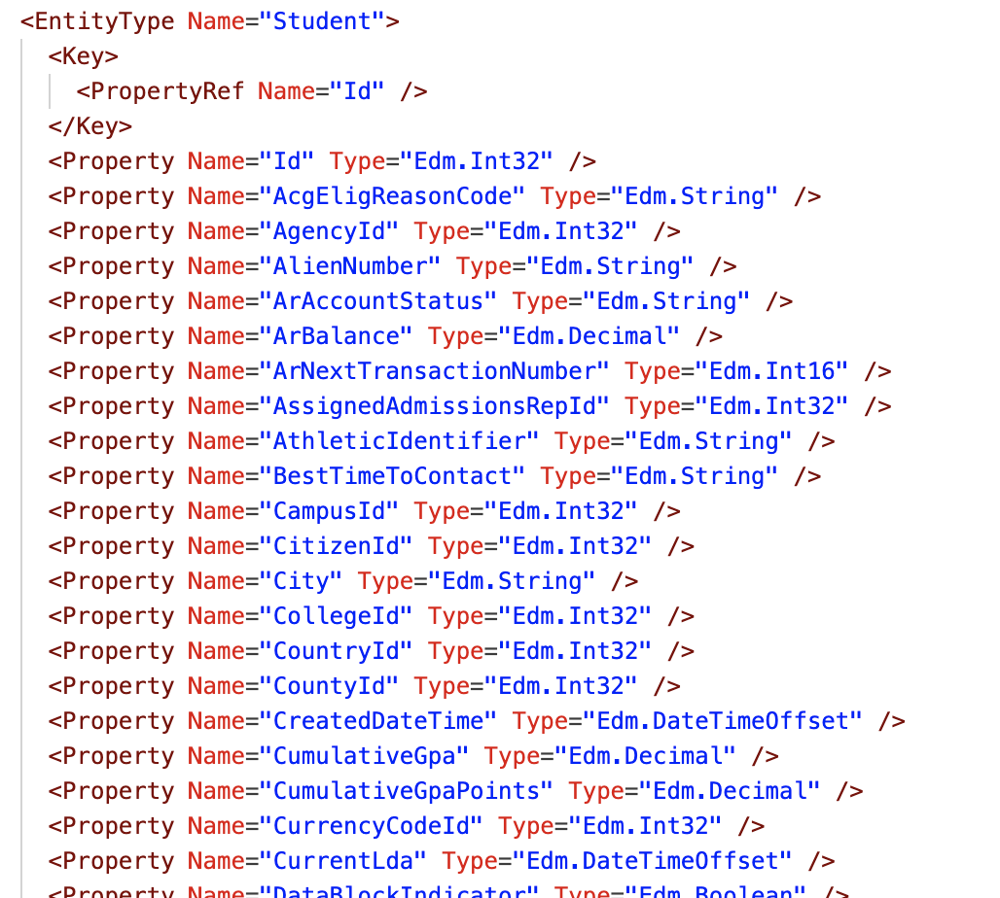 <EntityType Name="Student">
<Key>
<PropertyRef Name="Id" />
</Key>
<Property Name="Id" Type="Edm.Int32" />
<Property Name="AcgEligReasonCode" Type="Edm.String" />
<Property Name="AgencyId" Type="Edm.Int32" />
<Property Name="AlienNumber" Type="Edm.String" />
<Property Name="ArAccountStatus" Type="Edm.String" />
<Property Name="ArBalance" Type="Edm.Decimal" />
<Property Name="ArNextTransactionNumber" Type="Edm.Int16" />
<Property Name="AssignedAdmissionsRepId" Type="Edm.Int32" />
<Property Name="AthleticIdentifier" Type="Edm.String" />
<Property Name="BestTimeToContact" Type="Edm.String" />
<Property Name="CampusId" Type="Edm.Int32" />
<Property Name="CitizenId" Type="Edm.Int32" />
<Property Name="City" Type="Edm.String" />
<Property Name="CollegeId" Type="Edm.Int32" />
<Property Name="CountryId" Type="Edm.Int32" />
<Property Name="CountyId" Type="Edm.Int32" />
<Property Name="CreatedDateTime" Type="Edm.DateTimeOffset" />
<Property Name="CumulativeGpa" Type="Edm.Decimal" />
<Property Name="CumulativeGpaPoints" Type="Edm.Decimal" />
<Property Name="CurrencyCodeId" Type="Edm.Int32" />
<Property Name="CurrentLda" Type="Edm.DateTimeOffset" />
<Property Name="DataBlockIndicator" Type="Edm.Boolean" />